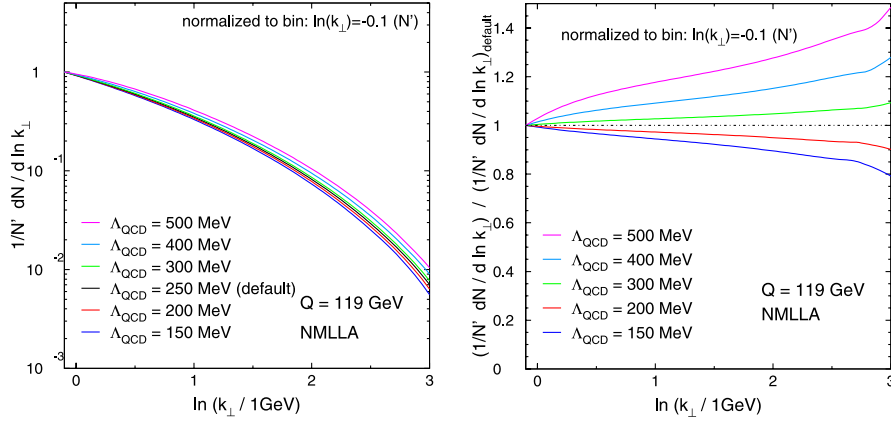 normalized to bin: ln(k⊥)=-0.1 (N')
1
10⁻¹
10⁻²
10⁻³
1/N' dN / d ln k⊥
Λ_QCD = 500 MeV
Λ_QCD = 400 MeV
Λ_QCD = 300 MeV
Λ_QCD = 250 MeV (default)
Λ_QCD = 200 MeV
Λ_QCD = 150 MeV
Q = 119 GeV
NMLLA
0 1 2 3
ln (k⊥ / 1GeV)
normalized to bin: ln(k⊥)=-0.1 (N')
1.4
1.2
1
0.8
0.6
0.4
0.2
0
(1/N' dN / d ln k⊥) / (1/N' dN / d ln k⊥)_default
Λ_QCD = 500 MeV
Λ_QCD = 400 MeV
Λ_QCD = 300 MeV
Λ_QCD = 200 MeV
Λ_QCD = 150 MeV
Q = 119 GeV
NMLLA
0 1 2 3
ln (k⊥ / 1GeV)